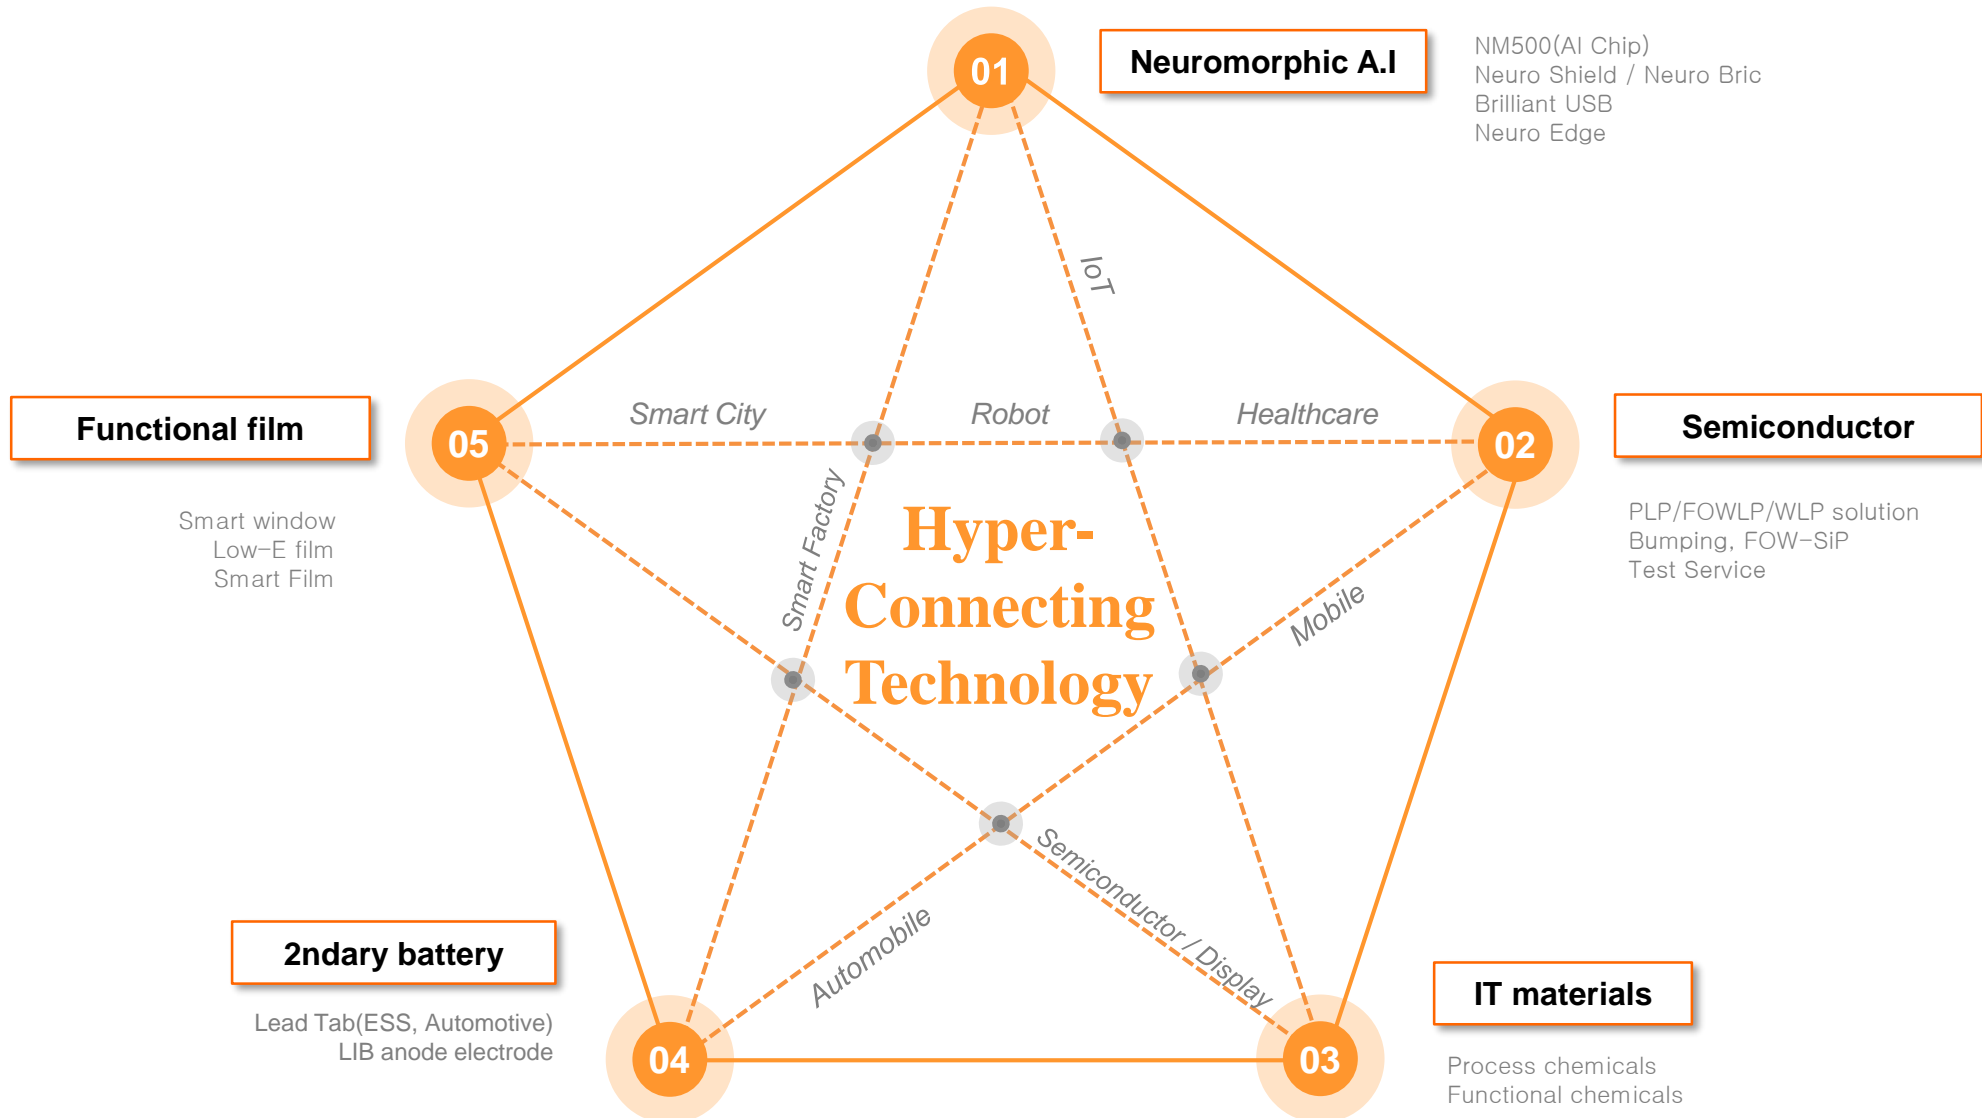 01
Neuromorphic A.I
NM500(AI Chip)
Neuro Shield / Neuro Bric
Brilliant USB
Neuro Edge
IoT
Smart City
Robot
Healthcare
Functional film
05
02
Semiconductor
Smart window
Low-E film
Smart Film
Smart Factory
Hyper-
Connecting
Technology
PLP/FOWLP/WLP solution
Bumping, FOW-SiP
Test Service
Mobile
Automobile
Semiconductor / Display
2ndary battery
Lead Tab(ESS, Automotive)
LIB anode electrode
04
03
IT materials
Process chemicals
Functional chemicals